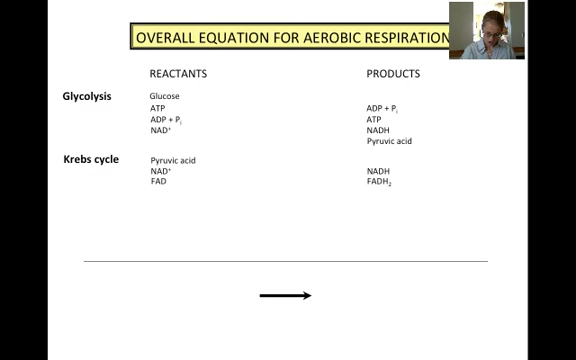 OVERALL EQUATION FOR AEROBIC RESPIRATION
REACTANTS PRODUCTS
Glycolysis Glucose
ATP ADP + Pi
ADP + Pi ATP
NAD+ NADH
Pyruvic acid
Krebs cycle Pyruvic acid
NAD+ NADH
FAD FADH2